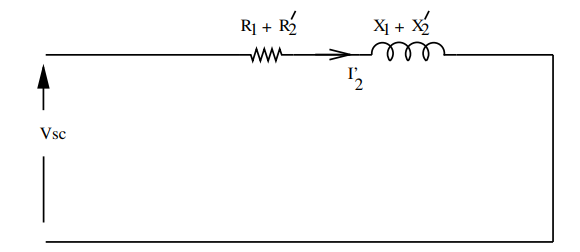 R1 + R2′
X1 + X2′
I'2
Vsc